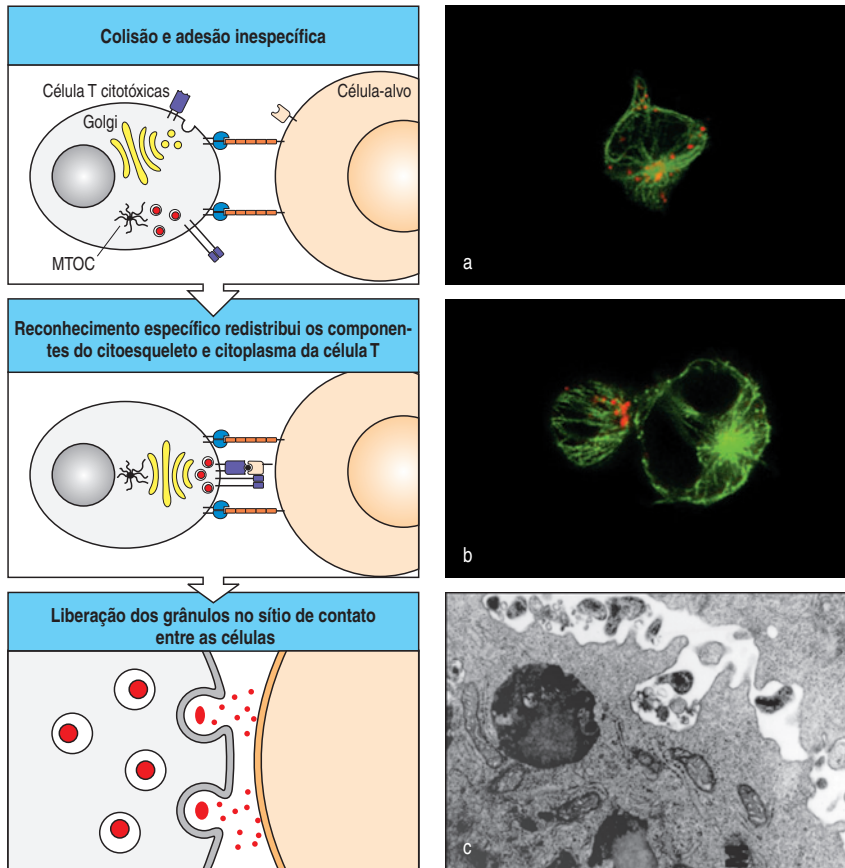 Colisão e adesão inespecífica
Célula T citotóxicas
Célula-alvo
Golgi
MTOC
a
Reconhecimento específico redistribui os componen-
tes do citoesqueleto e citoplasma da célula T
b
Liberação dos grânulos no sítio de contato
entre as células
c